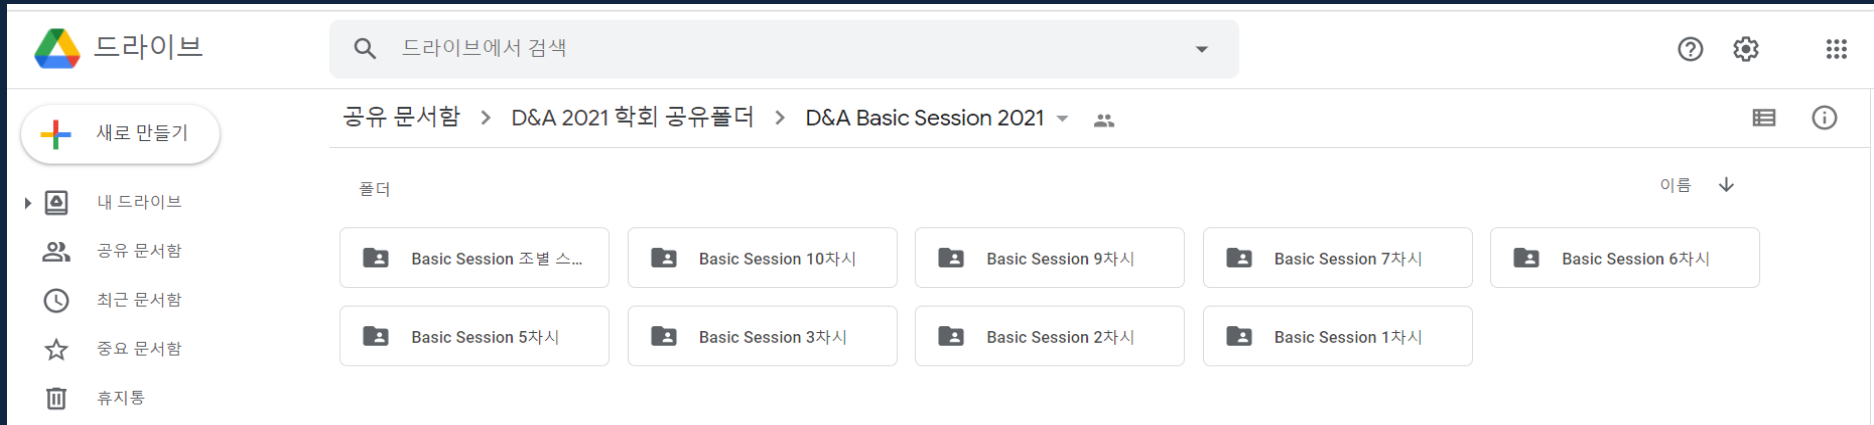 드라이브
드라이브에서 검색
새로 만들기
내 드라이브
공유 문서함
최근 문서함
중요 문서함
휴지통
공유 문서함 > D&A 2021 학회 공유폴더 > D&A Basic Session 2021
폴더
이름
Basic Session 조별 스...
Basic Session 10차시
Basic Session 9차시
Basic Session 7차시
Basic Session 6차시
Basic Session 5차시
Basic Session 3차시
Basic Session 2차시
Basic Session 1차시